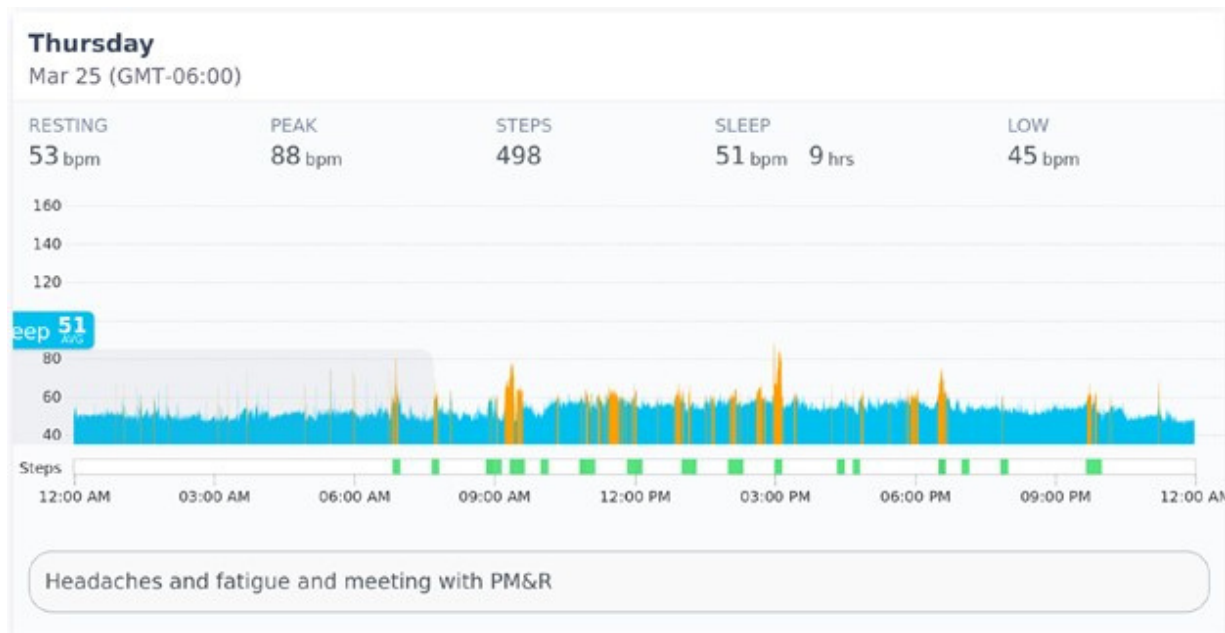 Thursday
Mar 25 (GMT-06:00)
RESTING PEAK STEPS SLEEP LOW
53 bpm 88 bpm 498 51 bpm 9 hrs 45 bpm
160
140
120
eep 51
AVG
80
60
40
Steps
12:00 AM 03:00 AM 06:00 AM 09:00 AM 12:00 PM 03:00 PM 06:00 PM 09:00 PM 12:00 AM
Headaches and fatigue and meeting with PM&R